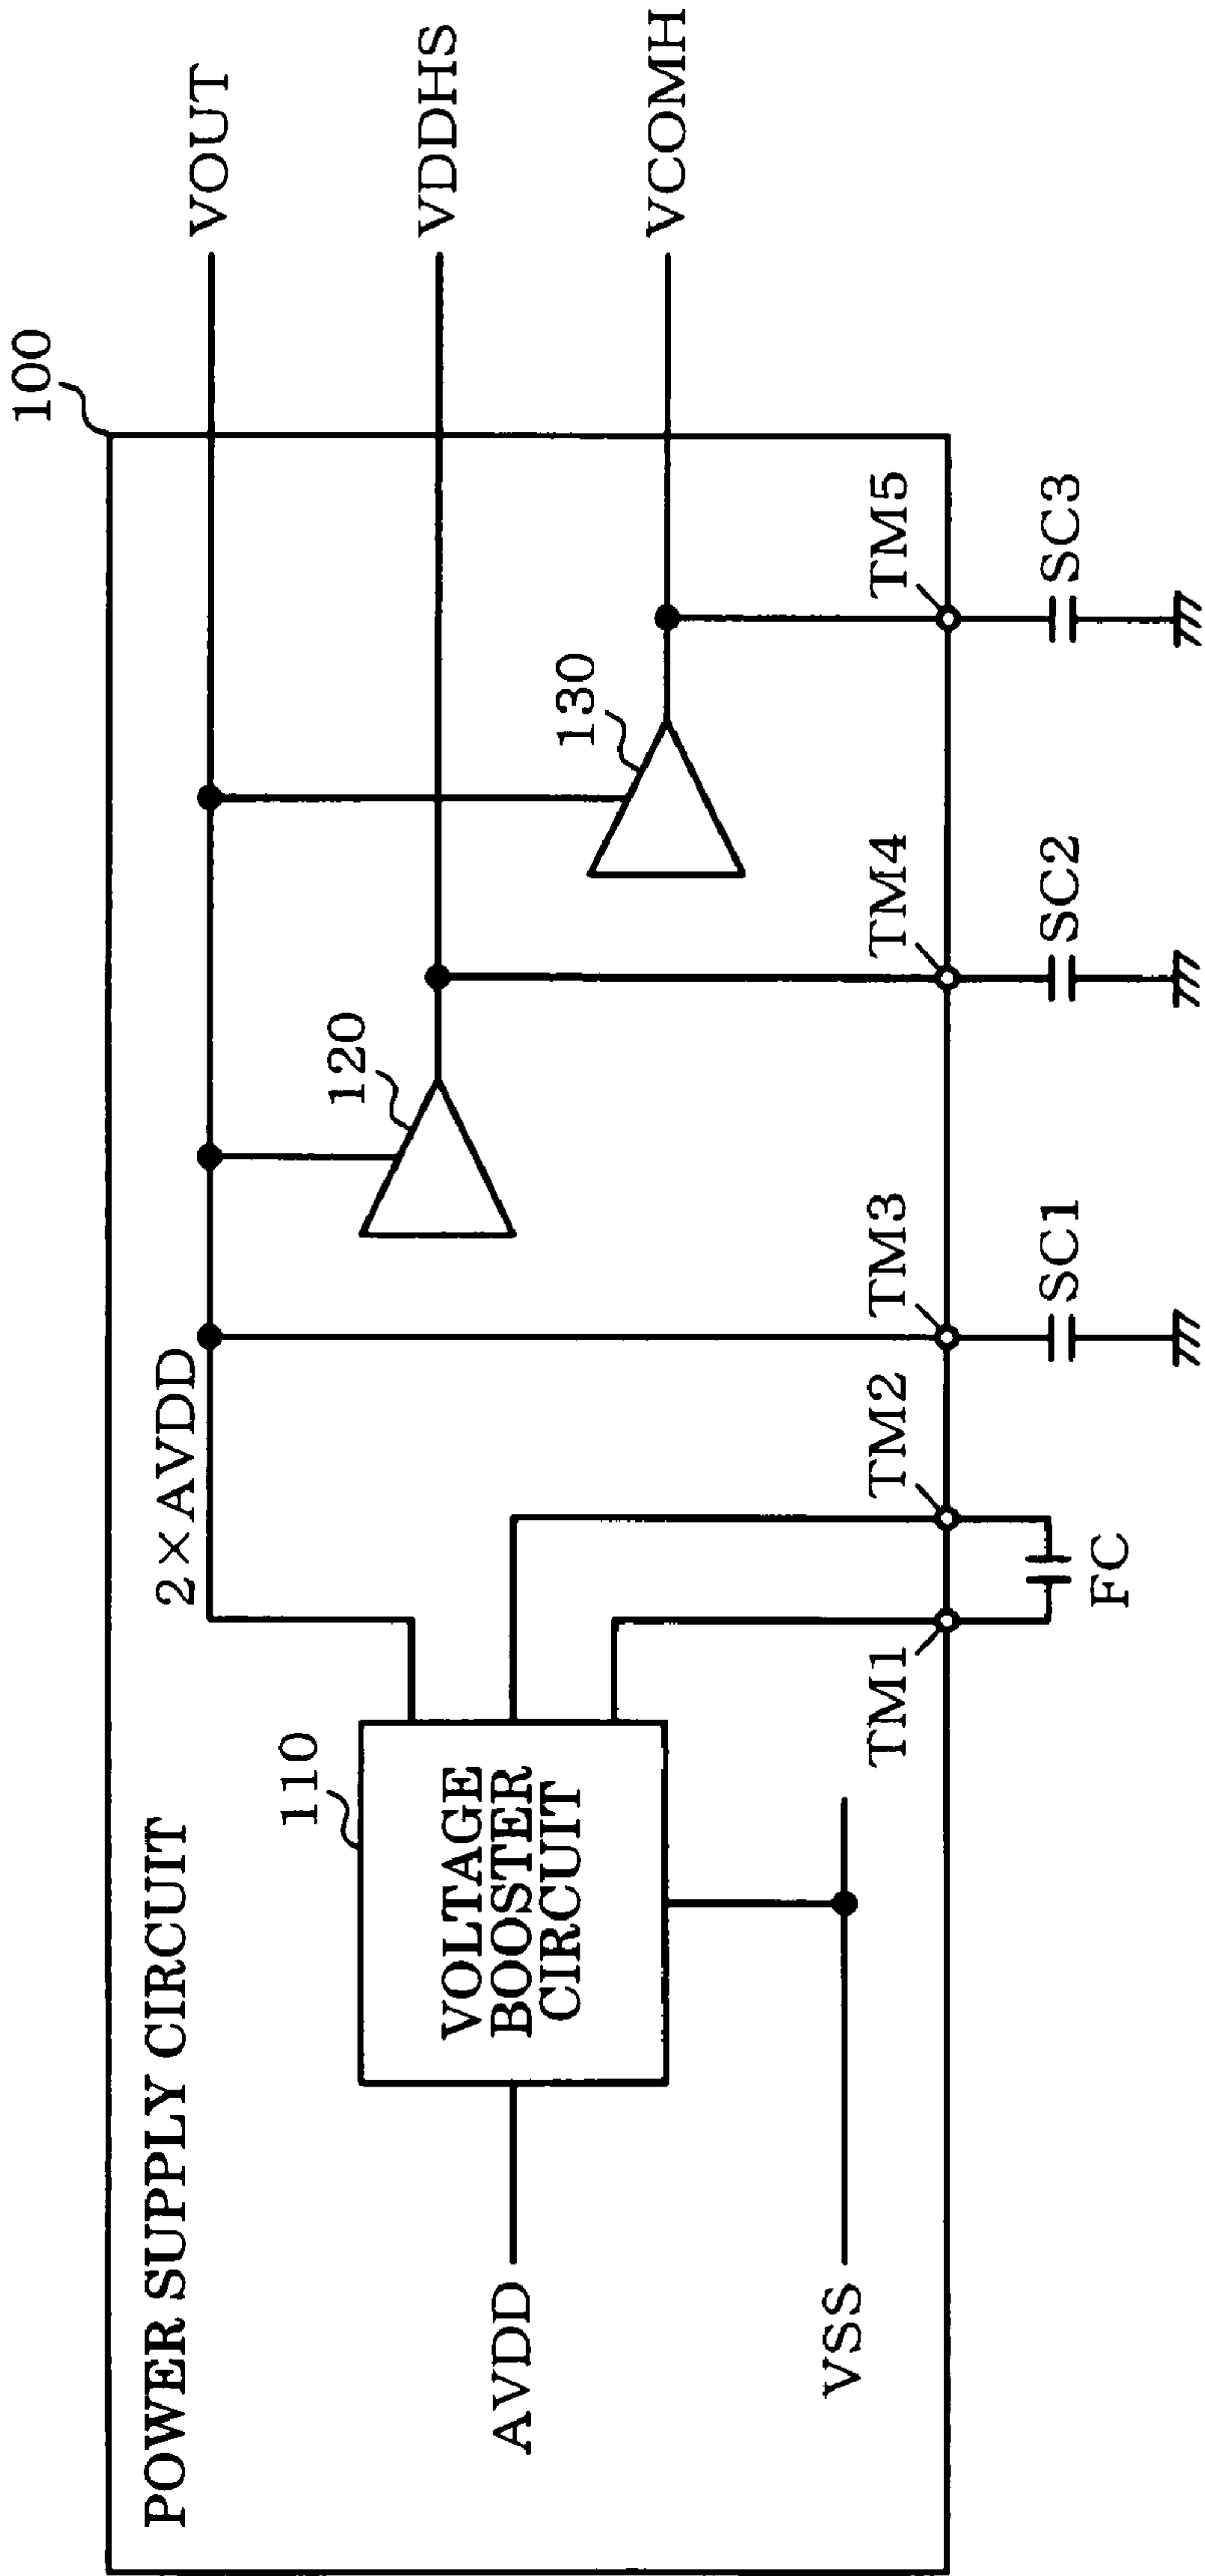 100
POWER SUPPLY CIRCUIT
2×AVDD
VOUT
110
120
VDDHS
VOLTAGE
BOOSTER
CIRCUIT
AVDD
130
VCOMH
VSS
TM1
TM2
TM3
TM4
TM5
FC
SC1
SC2
SC3